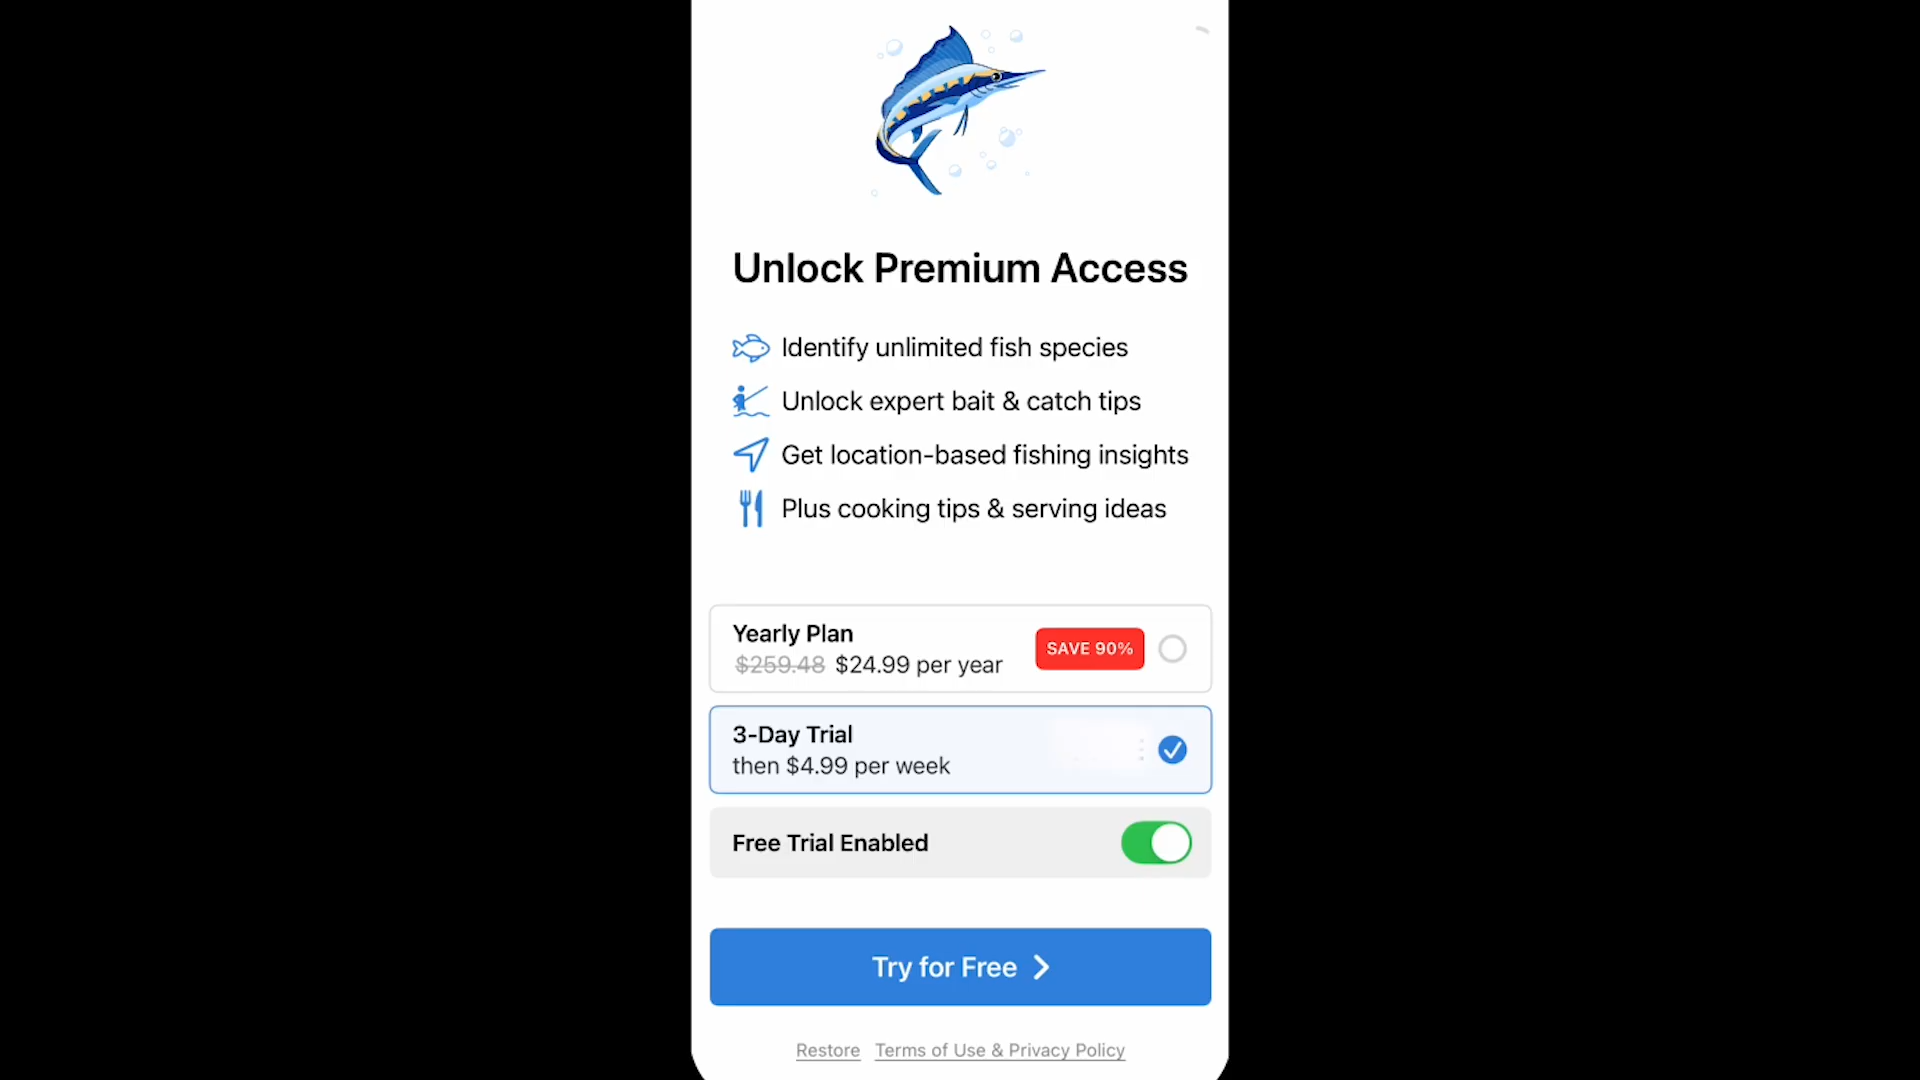 Unlock Premium Access
Identify unlimited fish species
Unlock expert bait & catch tips
Get location-based fishing insights
Plus cooking tips & serving ideas
Yearly Plan
$259.48 $24.99 per year
SAVE 90%
3-Day Trial
then $4.99 per week
Free Trial Enabled
Try for Free
Restore Terms of Use & Privacy Policy